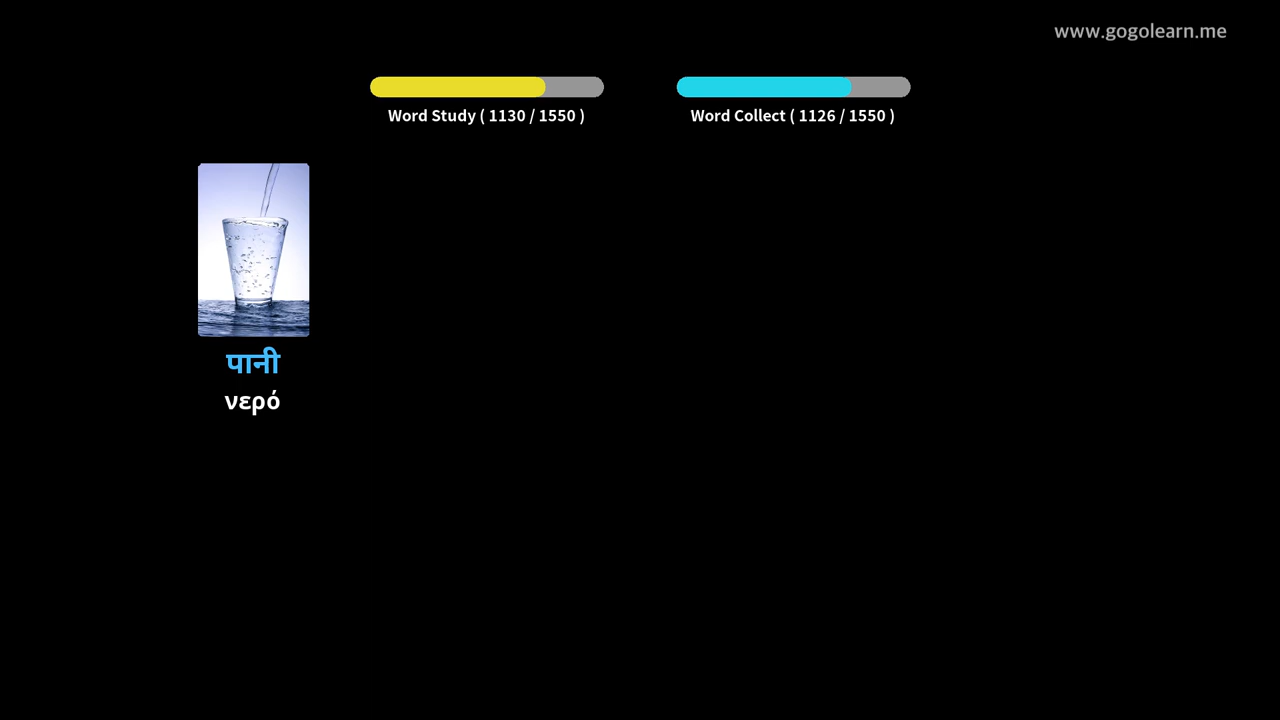 www.gogolearn.me
Word Study ( 1130 / 1550 )
Word Collect ( 1126 / 1550 )
पानी
νερό